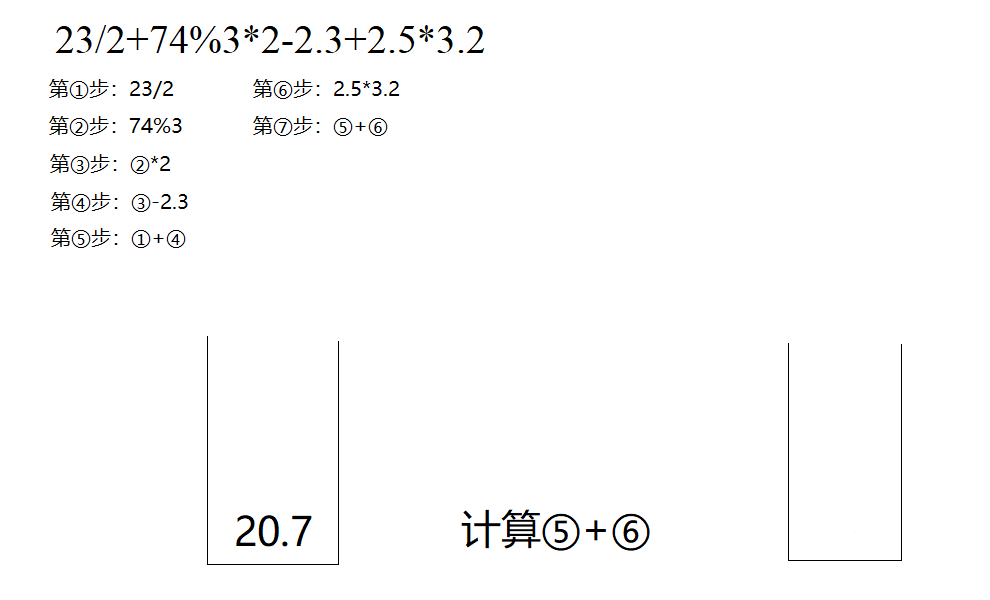 23/2+74%3*2-2.3+2.5*3.2
第①步：23/2
第②步：74%3
第③步：②*2
第④步：③-2.3
第⑤步：①+④
第⑥步：2.5*3.2
第⑦步：⑤+⑥
20.7
计算⑤+⑥